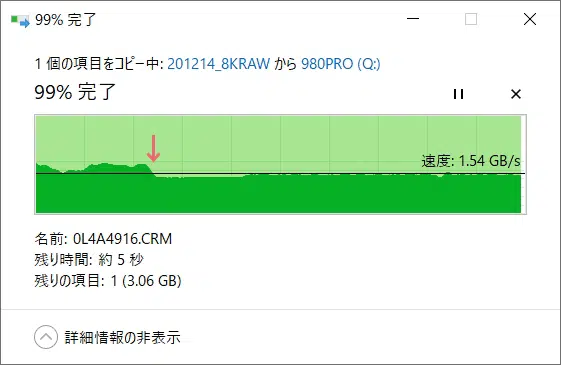 99% 完了
1 個の項目をコピー中: 201214_8KRAW から 980PRO (Q:)
99% 完了
速度: 1.54 GB/s
名前: 0L4A4916.CRM
残り時間: 約 5 秒
残りの項目: 1 (3.06 GB)
詳細情報の非表示